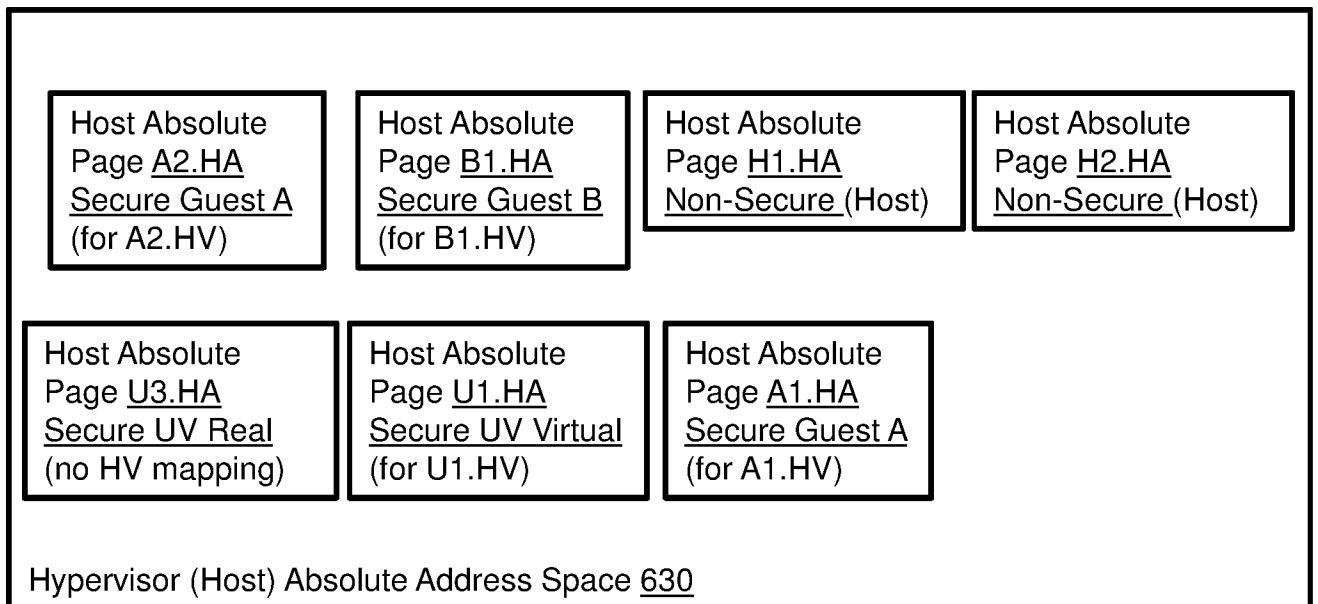 Host Absolute
Page A2.HA
Secure Guest A
(for A2.HV)
Host Absolute
Page B1.HA
Secure Guest B
(for B1.HV)
Host Absolute
Page H1.HA
Non-Secure (Host)
Host Absolute
Page H2.HA
Non-Secure (Host)
Host Absolute
Page U3.HA
Secure UV Real
(no HV mapping)
Host Absolute
Page U1.HA
Secure UV Virtual
(for U1.HV)
Host Absolute
Page A1.HA
Secure Guest A
(for A1.HV)
Hypervisor (Host) Absolute Address Space 630